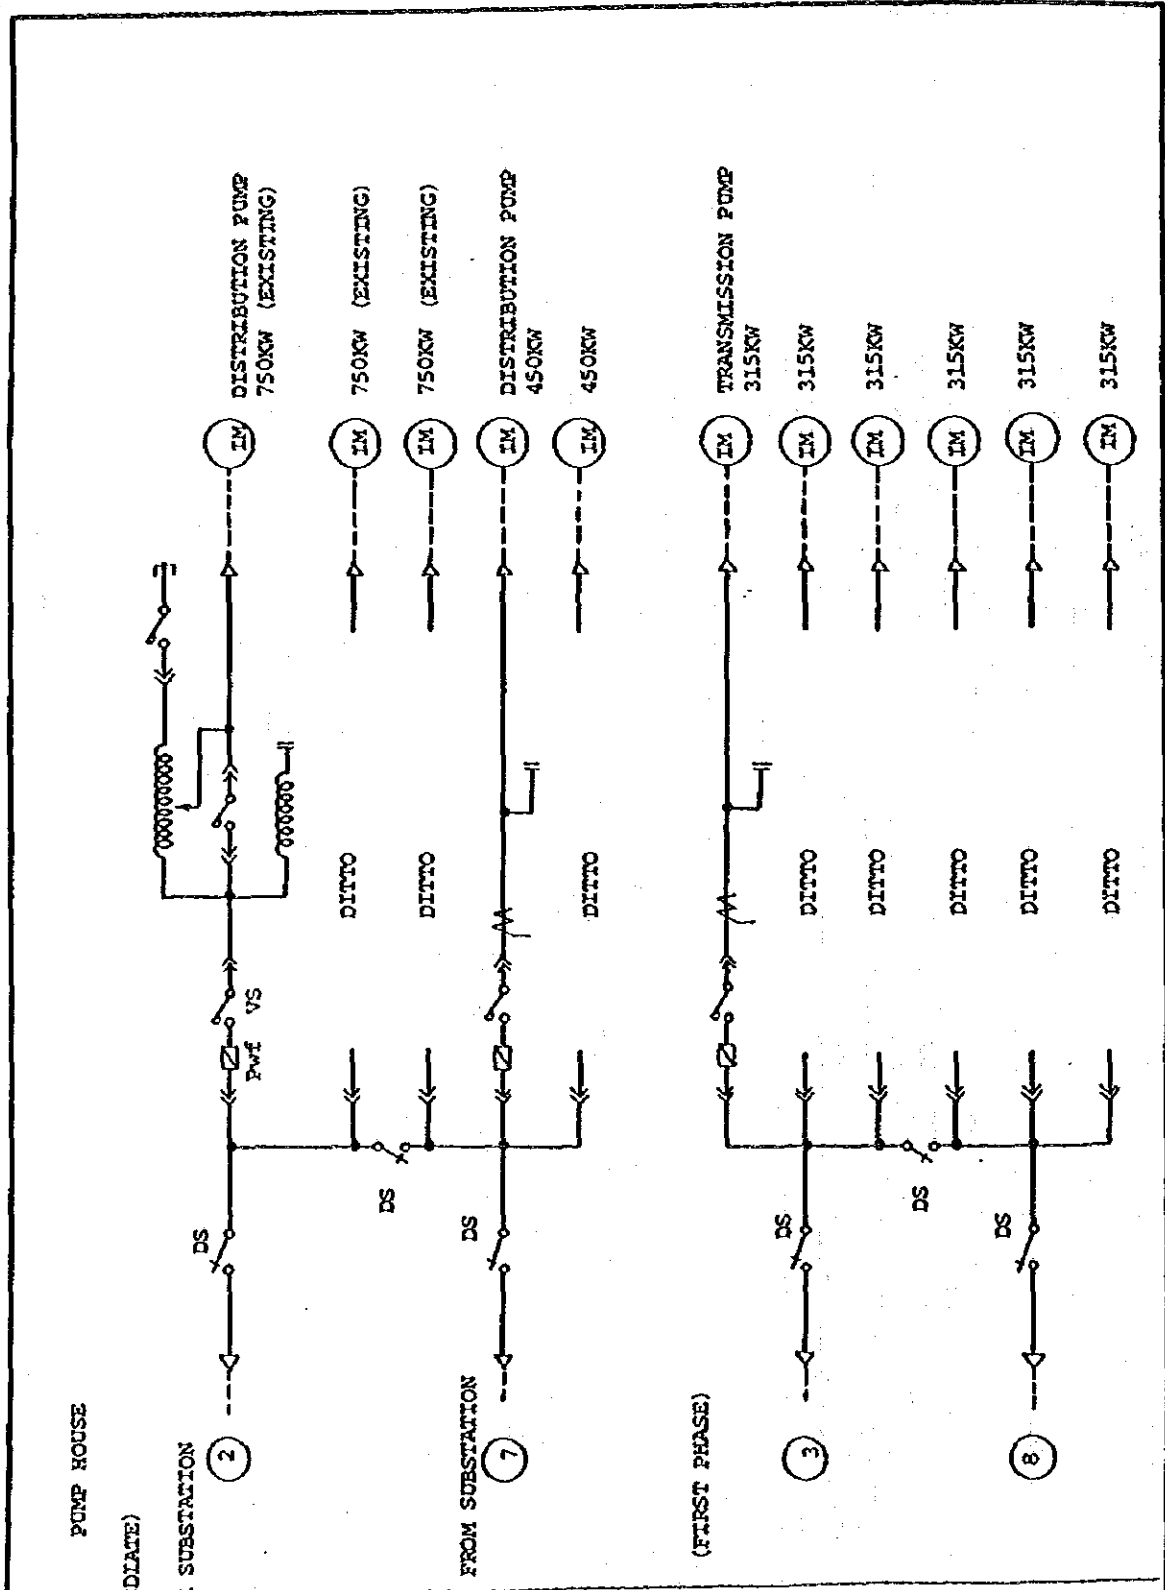 PUMP HOUSE
DIATE)
SUBSTATION
2
DS
Pwf
VS
IM
DISTRIBUTION PUMP
750KW (EXISTING)
DITTO
IM
750KW (EXISTING)
DS
DITTO
IM
750KW (EXISTING)
FROM SUBSTATION
7
DS
IM
DISTRIBUTION PUMP
450KW
DITTO
IM
450KW
(FIRST PHASE)
IM
TRANSMISSION PUMP
315KW
3
DS
DITTO
IM
315KW
DITTO
IM
315KW
DS
DITTO
IM
315KW
8
DS
DITTO
IM
315KW
DITTO
IM
315KW